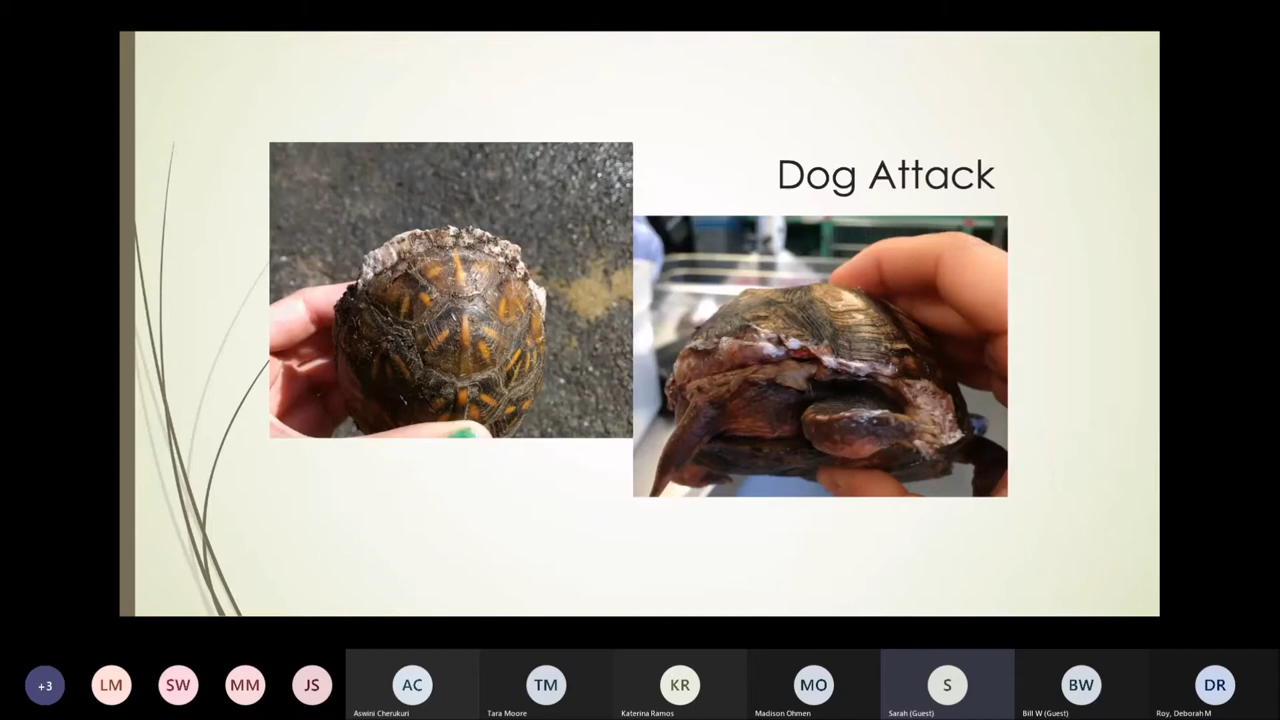 Dog Attack
+3
LM
SW
MM
JS
AC
TM
KR
MO
S
BW
DR
Aswini Cherukuri
Tara Moore
Katerina Ramos
Madison Ohmen
Sarah (Guest)
Bill W (Guest)
Roy, Deborah M